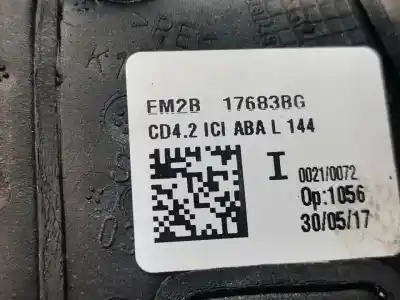 EM2B 17683BG
CD4.2 ICI ABA L 144
I 0021/0072
Op:1056
30/05/17